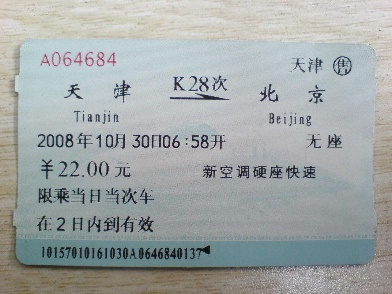 A064684 天津 售
天津 K28次 北京
Tianjin Beijing
2008年10月30日06:58开 无座
￥22.00元 新空调硬座快速
限乘当日当次车
在2日内到有效
10157010161030A0646840137